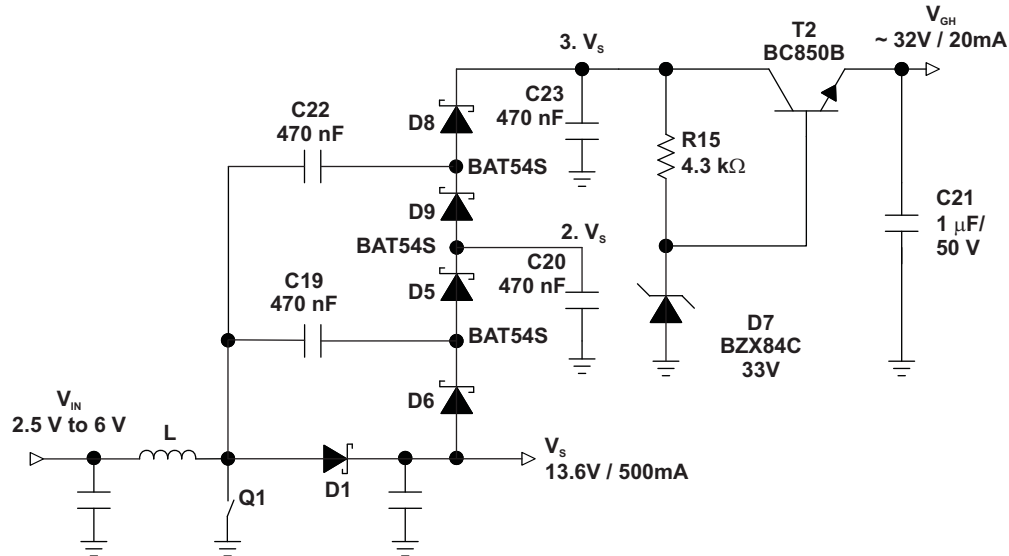 V_GH
~ 32V / 20mA
T2
BC850B
3. V_S
C23
470 nF
C22
470 nF
D8
R15
4.3 kΩ
BAT54S
D9
C21
1 μF/
50 V
2. V_S
BAT54S
C20
470 nF
C19
470 nF
D5
BAT54S
D7
BZX84C
33V
D6
V_IN
2.5 V to 6 V
L
V_S
13.6V / 500mA
D1
Q1